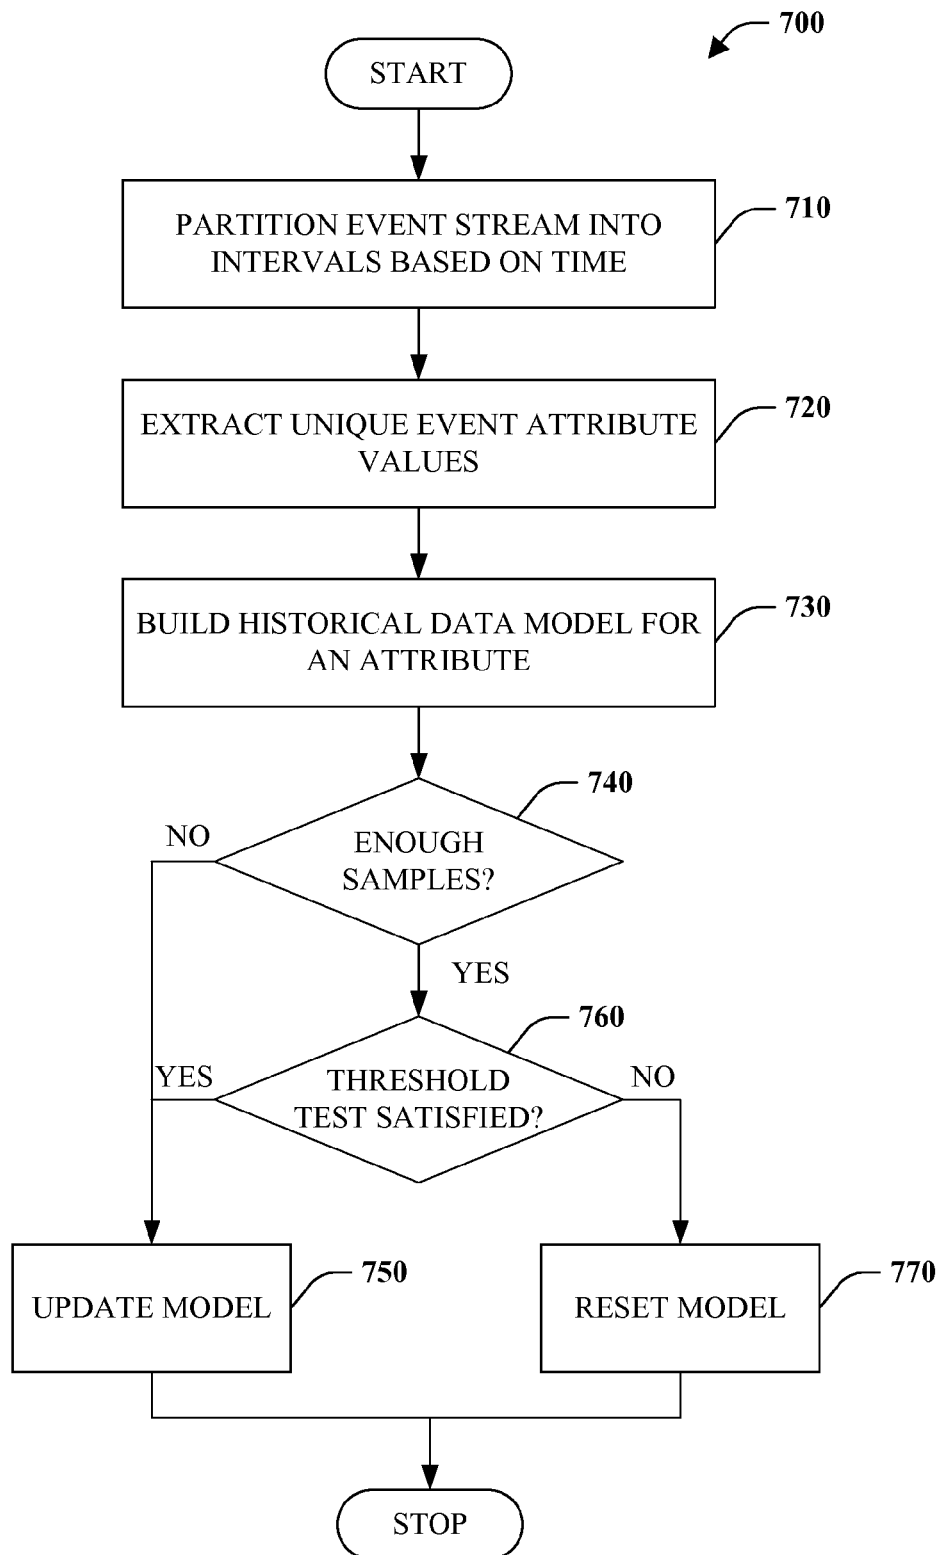 700
START
PARTITION EVENT STREAM INTO
INTERVALS BASED ON TIME
710
EXTRACT UNIQUE EVENT ATTRIBUTE
VALUES
720
BUILD HISTORICAL DATA MODEL FOR
AN ATTRIBUTE
730
740
NO
ENOUGH
SAMPLES?
YES
760
YES
THRESHOLD
TEST SATISFIED?
NO
UPDATE MODEL
750
RESET MODEL
770
STOP